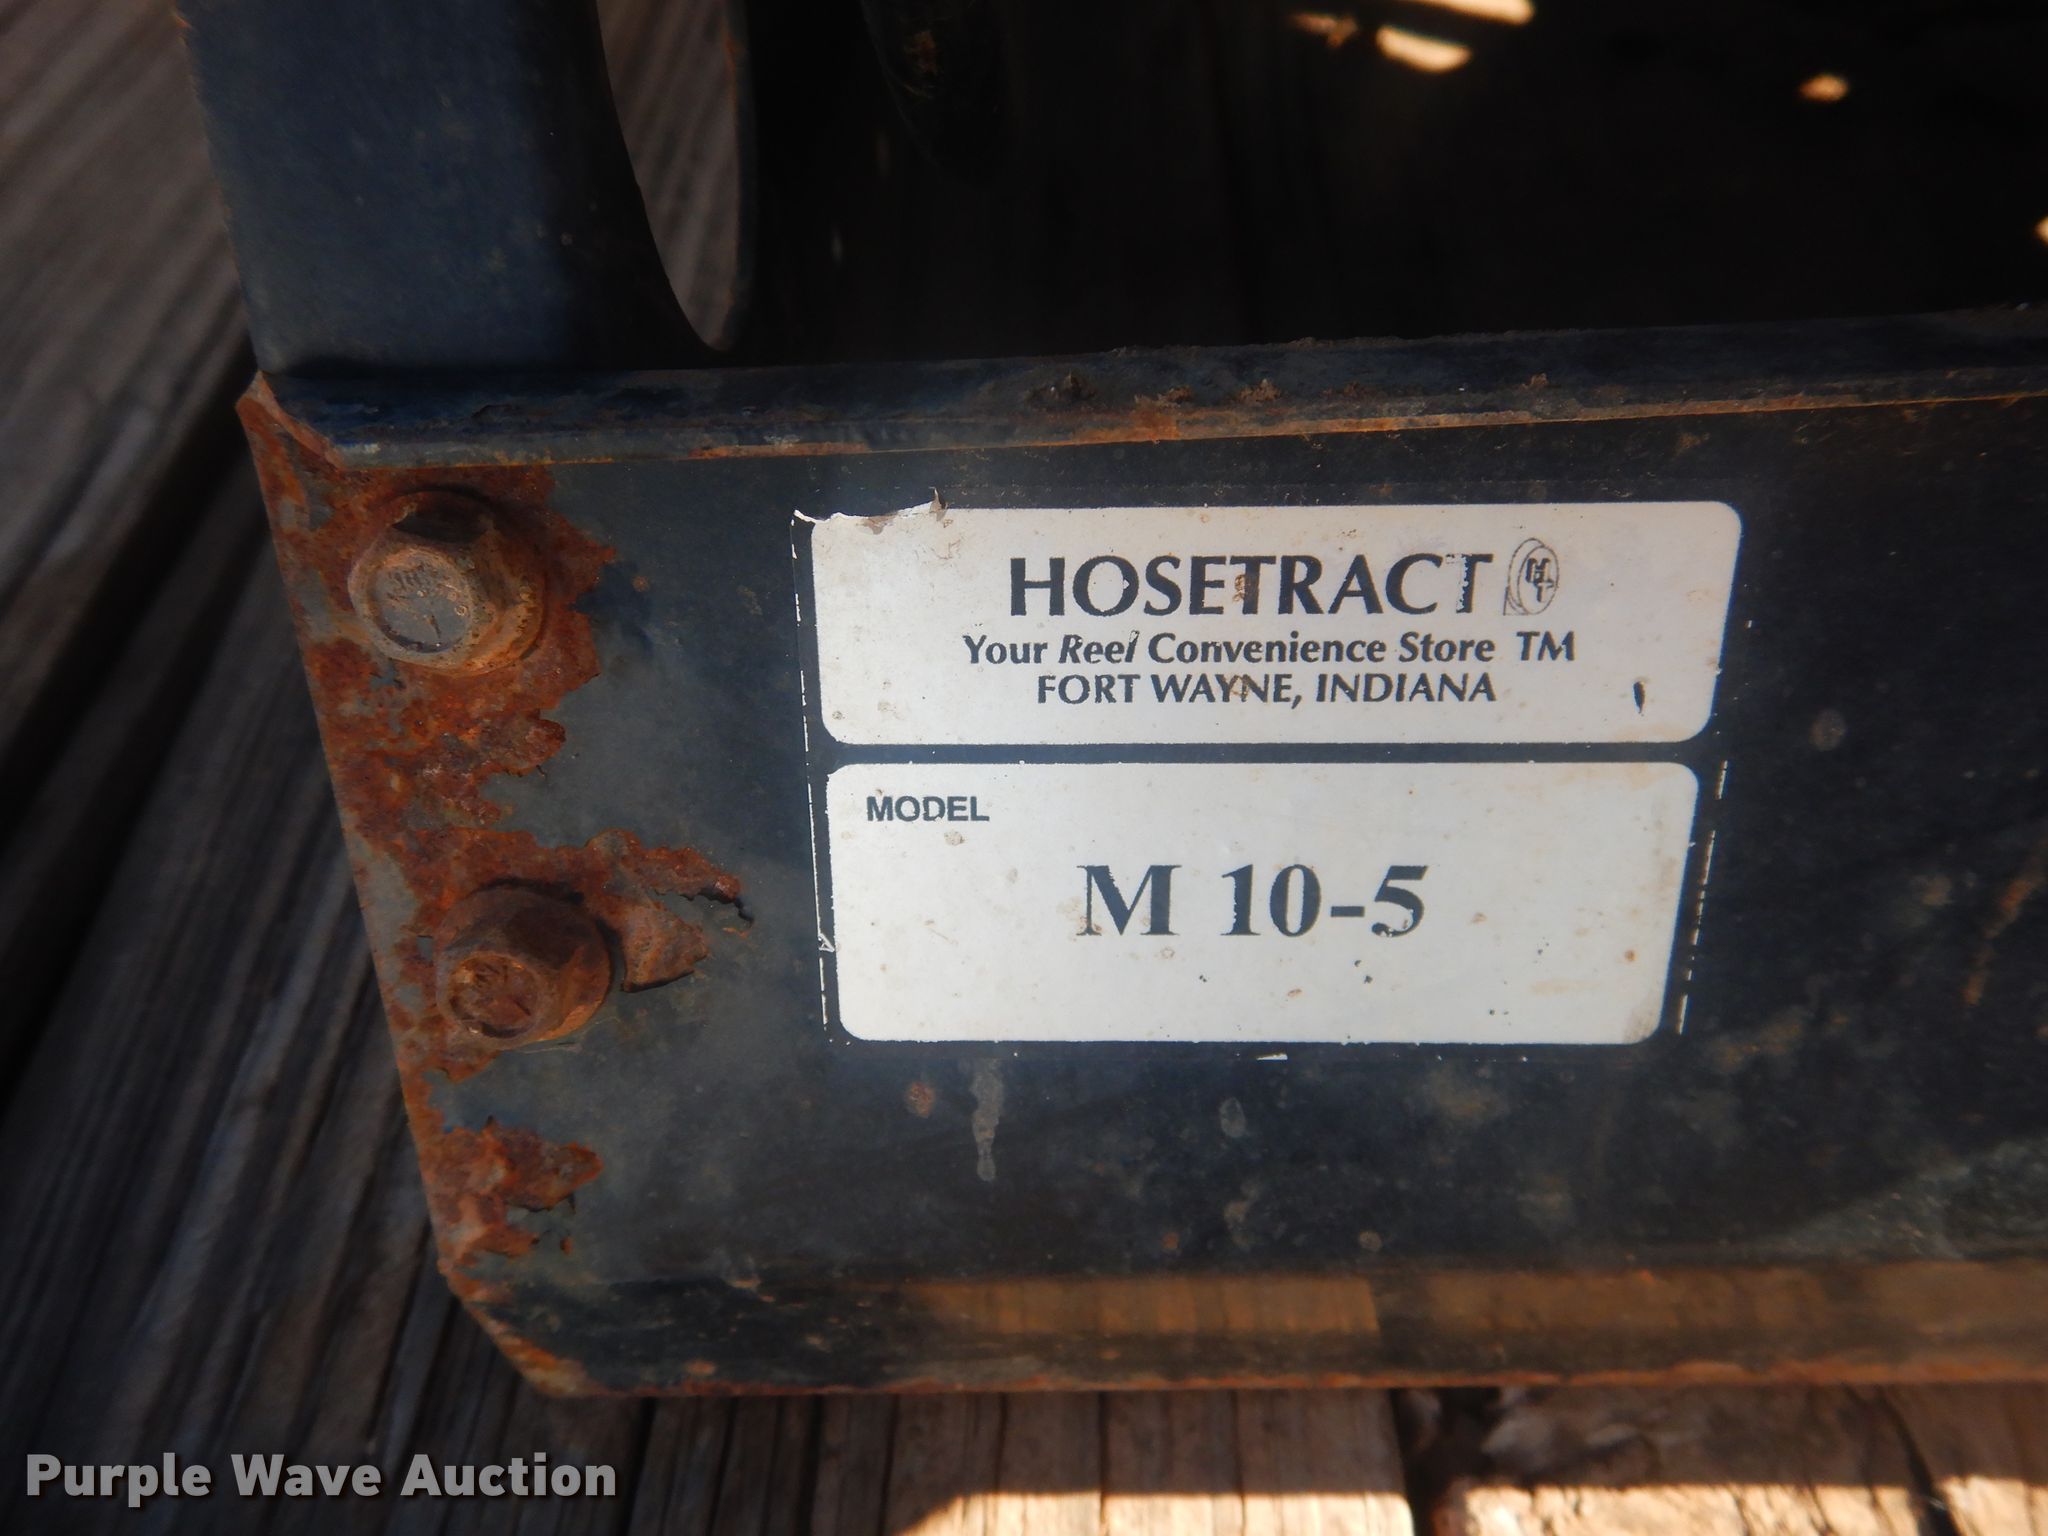 HOSETRACT
Your Reel Convenience Store TM
FORT WAYNE, INDIANA
MODEL
M 10-5
Purple Wave Auction